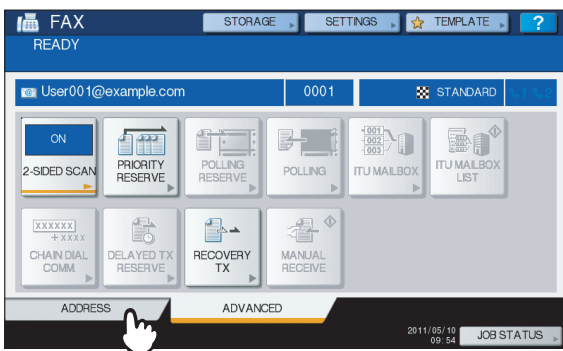 FAX
STORAGE
SETTINGS
TEMPLATE
?
READY
User001@example.com
0001
STANDARD
1 2
ON
2-SIDED SCAN
PRIORITY
RESERVE
POLLING
RESERVE
POLLING
001
002
003
ITU MAILBOX
ITU MAILBOX
LIST
XXXXXX
+ XXXX
CHAIN DIAL
COMM.
DELAYED TX
RESERVE
RECOVERY
TX
MANUAL
RECEIVE
ADDRESS
ADVANCED
2011/05/10
09:54
JOB STATUS